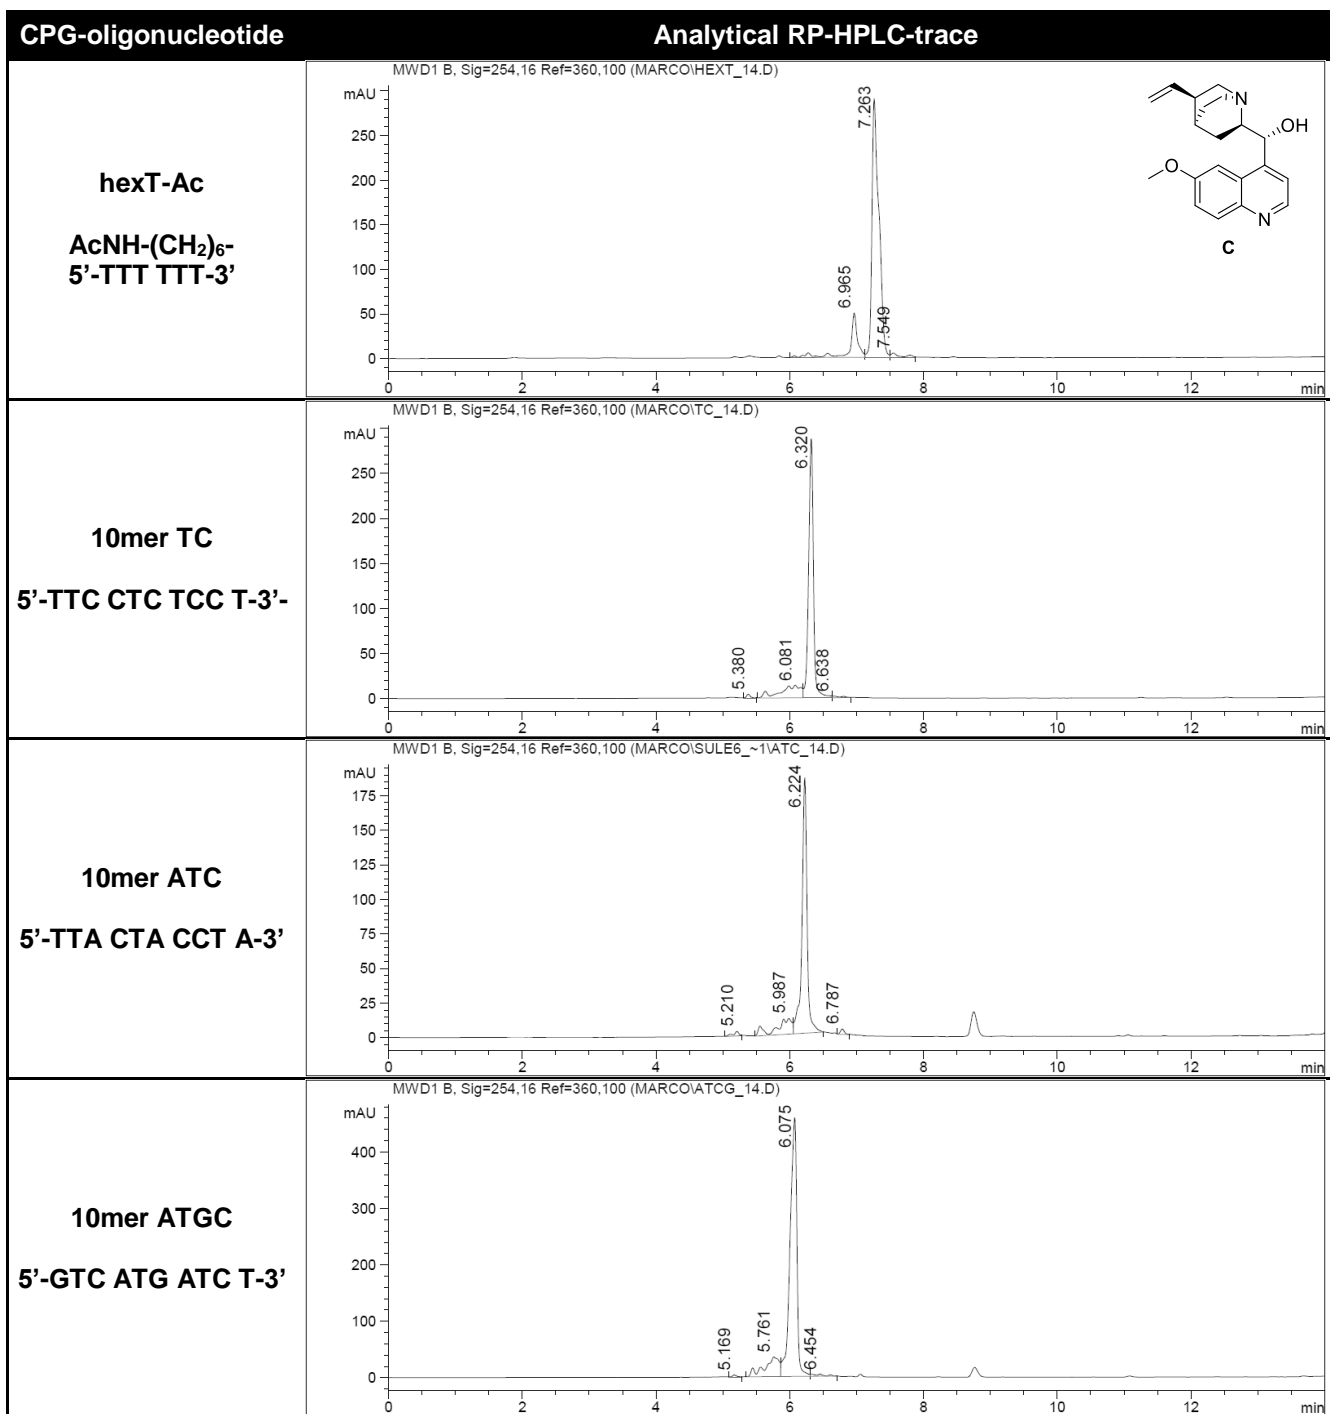 CPG-oligonucleotide
Analytical RP-HPLC-trace
hexT-Ac
AcNH-(CH₂)₆-
5’-TTT TTT-3’
MWD1 B, Sig=254,16 Ref=360,100 (MARCO\HEXT_14.D)
mAU
250
200
150
100
50
0
6.965
7.263
7.549
0 2 4 6 8 10 12 min
N
OH
O
N
C
10mer TC
5’-TTC CTC TCC T-3’-
MWD1 B, Sig=254,16 Ref=360,100 (MARCO\TC_14.D)
mAU
250
200
150
100
50
0
5.380
6.081
6.320
6.638
0 2 4 6 8 10 12 min
10mer ATC
5’-TTA CTA CCT A-3’
MWD1 B, Sig=254,16 Ref=360,100 (MARCO\SULE6_~1\ATC_14.D)
mAU
175
150
125
100
75
50
25
0
5.210
5.987
6.224
6.787
0 2 4 6 8 10 12 min
10mer ATGC
5’-GTC ATG ATC T-3’
MWD1 B, Sig=254,16 Ref=360,100 (MARCO\ATCG_14.D)
mAU
400
300
200
100
0
5.169
5.761
6.075
6.454
0 2 4 6 8 10 12 min